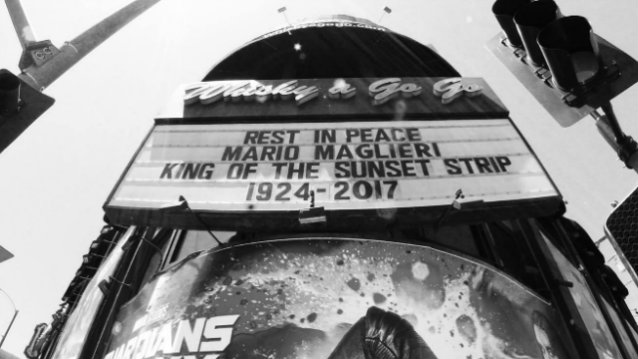 Whisky a Go Go
REST IN PEACE
MARIO MAGLIERI
KING OF THE SUNSET STRIP
1924-2017